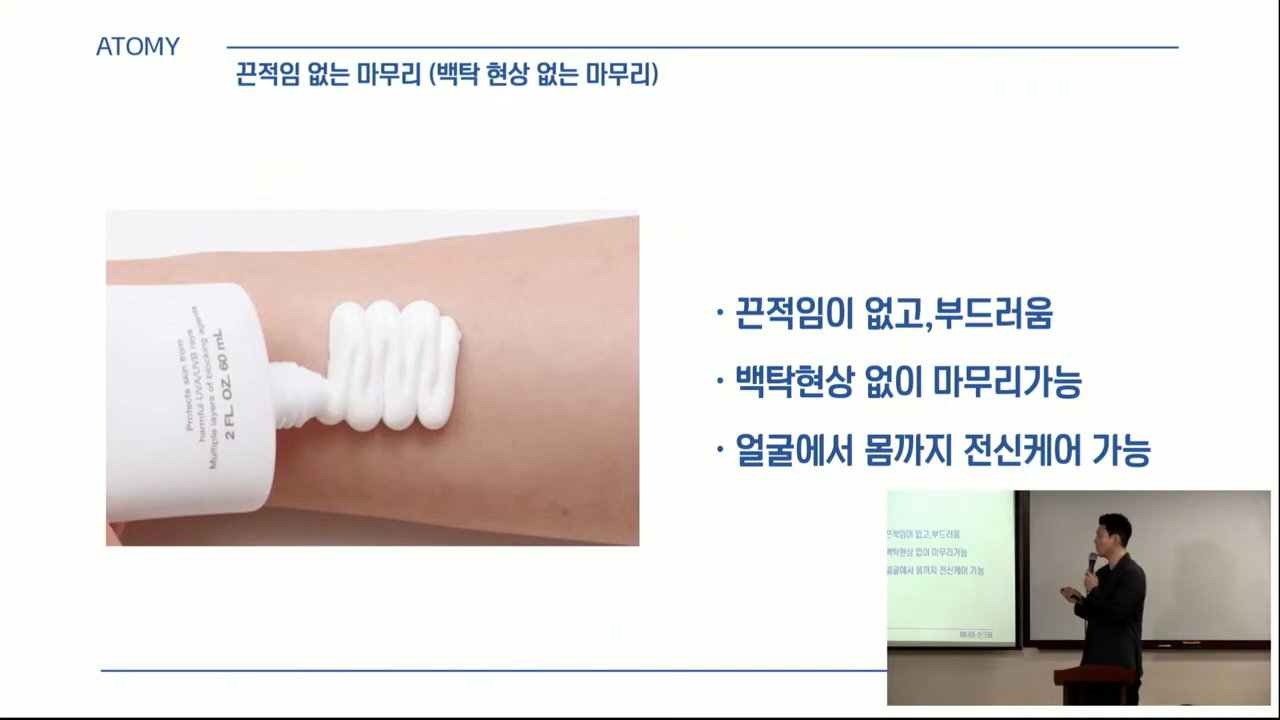 ATOMY
끈적임 없는 마무리 (백탁 현상 없는 마무리)
Protects skin from
harmful UVA/UVB rays
Multiple layers of blocking agents
2 FL. OZ. 60 mL
· 끈적임이 없고,부드러움
· 백탁현상 없이 마무리가능
· 얼굴에서 몸까지 전신케어 가능
끈적임이 없고,부드러움
백탁현상 없이 마무리가능
얼굴에서 몸까지 전신케어 가능